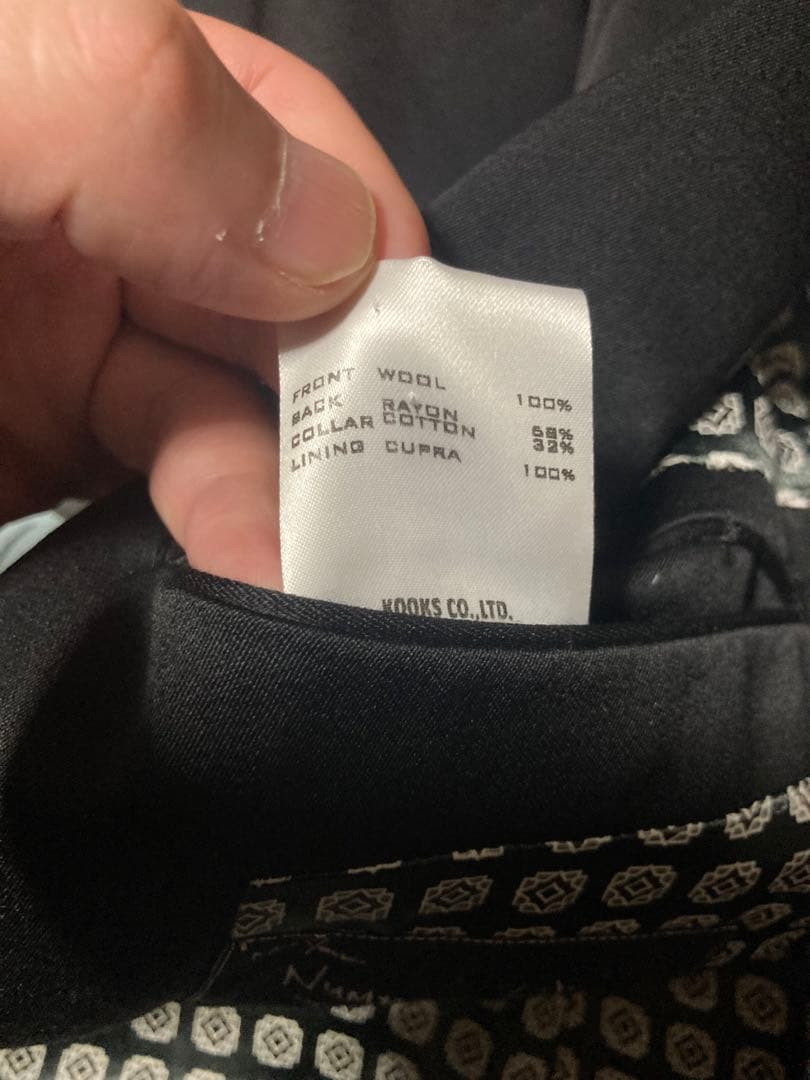 FRONT WOOL 100%
BACK RAYON 68%
COLLAR COTTON 32%
LINING CUPRA 100%
KOOKS CO.,LTD.